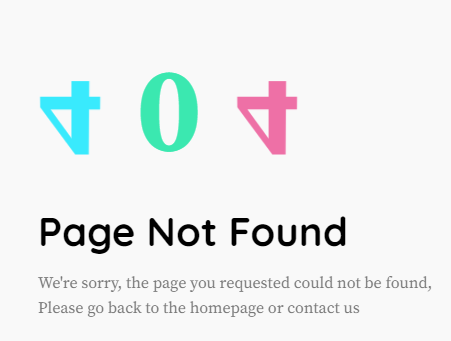 4 0 4
Page Not Found
We're sorry, the page you requested could not be found,
Please go back to the homepage or contact us